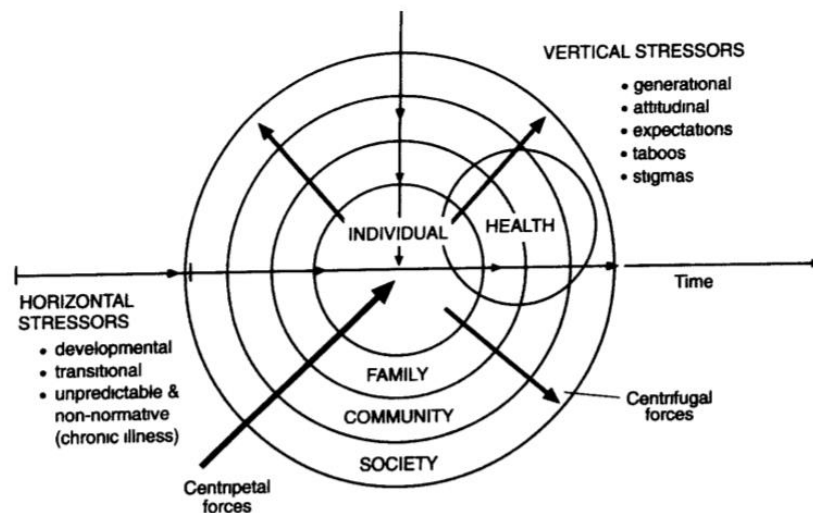 VERTICAL STRESSORS
• generational
• attitudinal
• expectations
• taboos
• stigmas
INDIVIDUAL
HEALTH
Time
HORIZONTAL
STRESSORS
• developmental
• transitional
• unpredictable &
non-normative
(chronic illness)
FAMILY
COMMUNITY
SOCIETY
Centrifugal
forces
Centripetal
forces